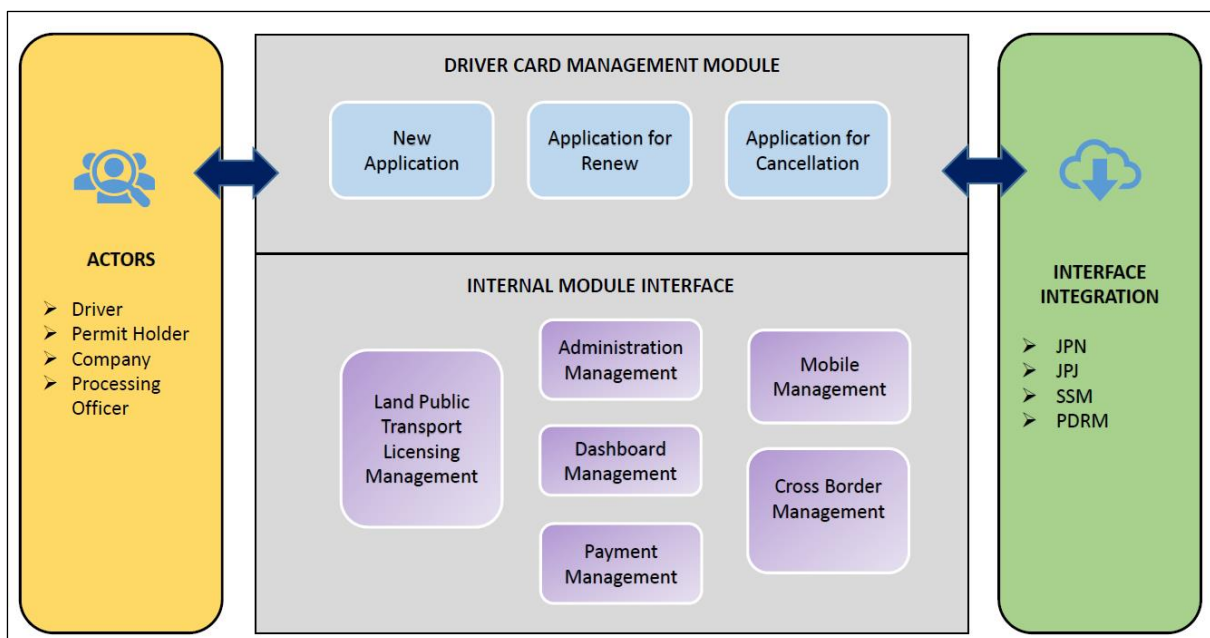 DRIVER CARD MANAGEMENT MODULE
New
Application
Application for
Renew
Application for
Cancellation
ACTORS
➢ Driver
➢ Permit Holder
➢ Company
➢ Processing
Officer
INTERNAL MODULE INTERFACE
Land Public
Transport
Licensing
Management
Administration
Management
Dashboard
Management
Payment
Management
Mobile
Management
Cross Border
Management
INTERFACE
INTEGRATION
➢ JPN
➢ JPJ
➢ SSM
➢ PDRM